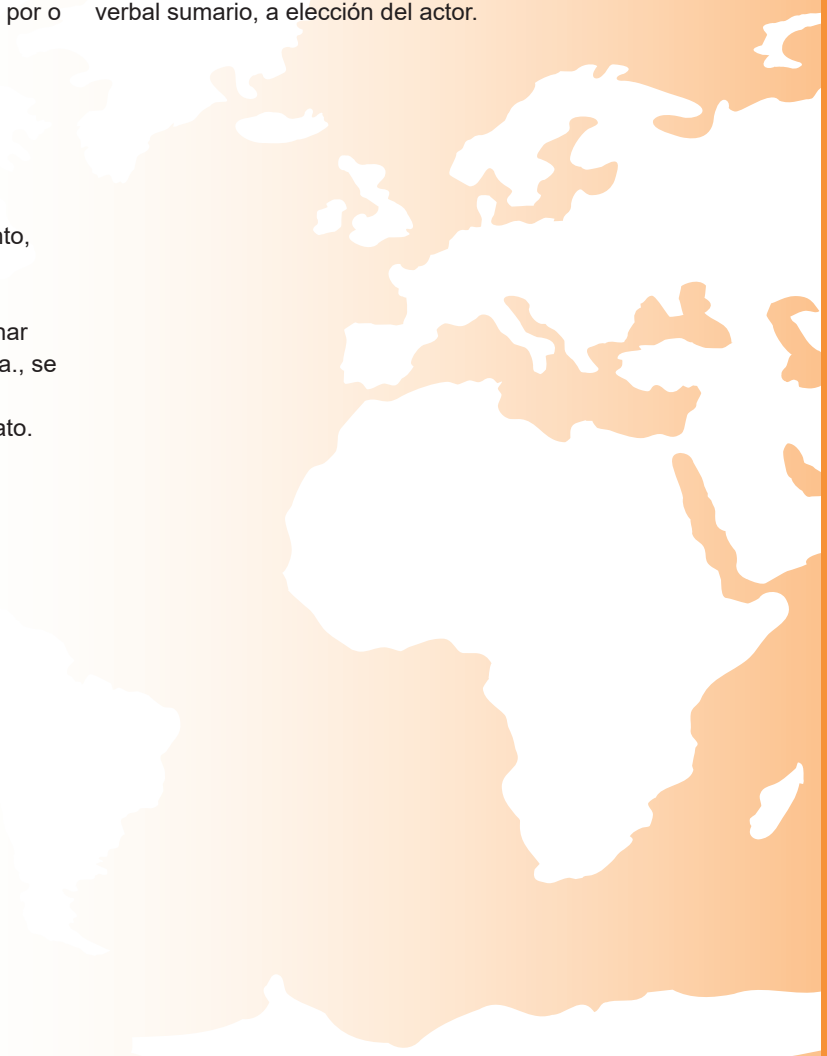 por o verbal sumario, a elección del actor.
nto,
nar
a., se
ato.